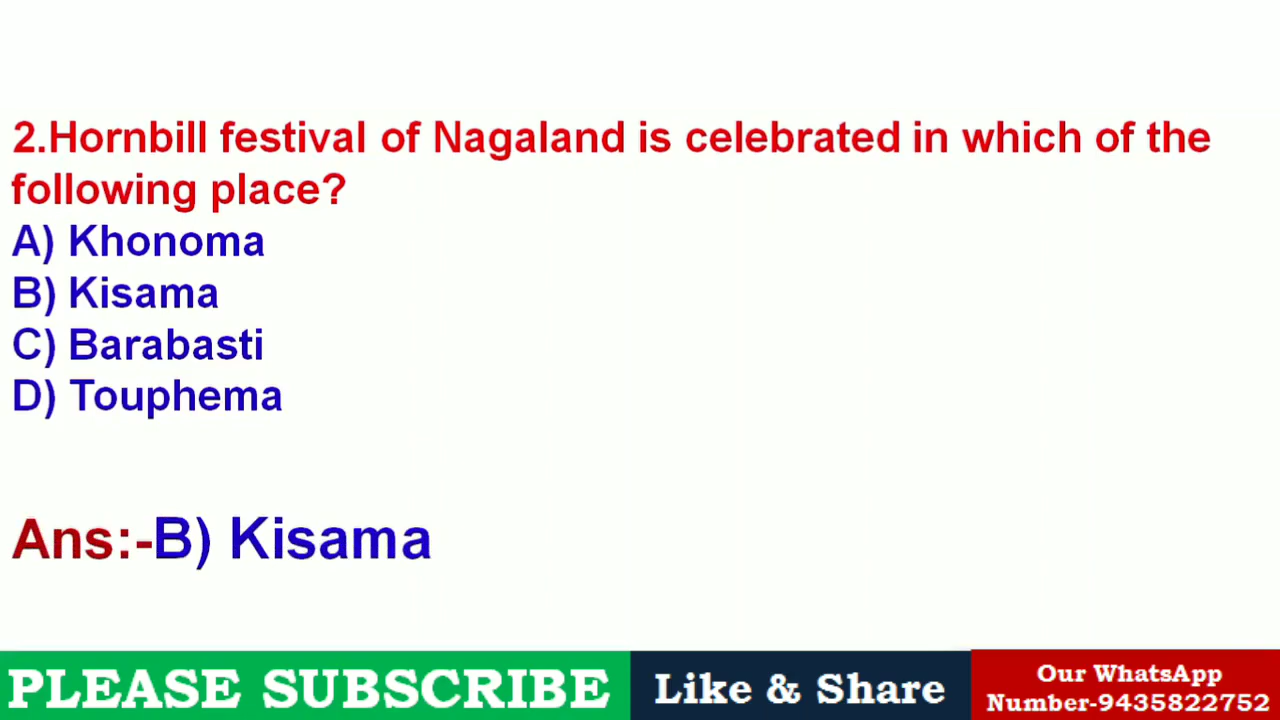 2.Hornbill festival of Nagaland is celebrated in which of the
following place?
A) Khonoma
B) Kisama
C) Barabasti
D) Touphema
Ans:-B) Kisama
PLEASE SUBSCRIBE
Like & Share
Our WhatsApp
Number-9435822752